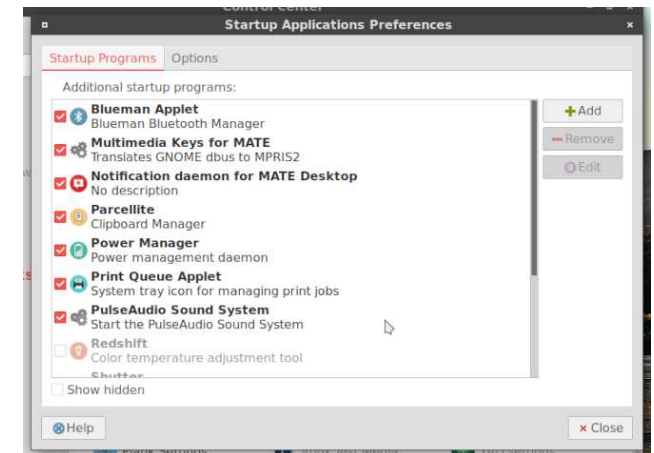 Control Center
Startup Applications Preferences
Startup Programs
Options
Additional startup programs:
Blueman Applet
Blueman Bluetooth Manager
Multimedia Keys for MATE
Translates GNOME dbus to MPRIS2
Notification daemon for MATE Desktop
No description
Parcellite
Clipboard Manager
Power Manager
Power management daemon
Print Queue Applet
System tray icon for managing print jobs
PulseAudio Sound System
Start the PulseAudio Sound System
Redshift
Color temperature adjustment tool
Shutter
Add
Remove
Edit
Show hidden
Help
Close